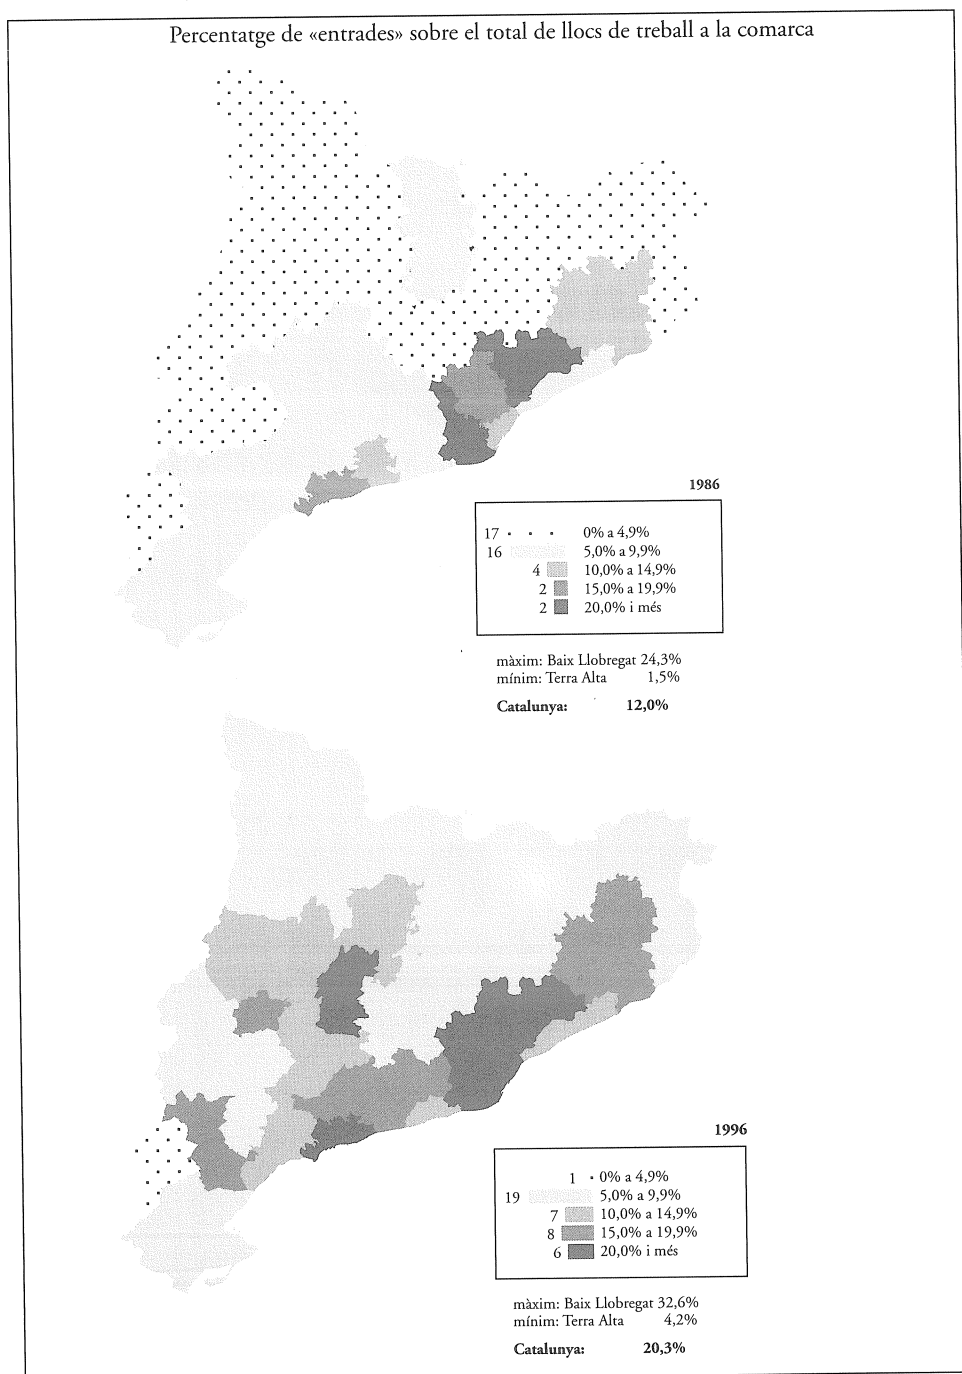 Percentatge de «entrades» sobre el total de llocs de treball a la comarca
1986
17 0% a 4,9%
16 5,0% a 9,9%
4 10,0% a 14,9%
2 15,0% a 19,9%
2 20,0% i més
màxim: Baix Llobregat 24,3%
mínim: Terra Alta 1,5%
Catalunya: 12,0%
1996
1 0% a 4,9%
19 5,0% a 9,9%
7 10,0% a 14,9%
8 15,0% a 19,9%
6 20,0% i més
màxim: Baix Llobregat 32,6%
mínim: Terra Alta 4,2%
Catalunya: 20,3%